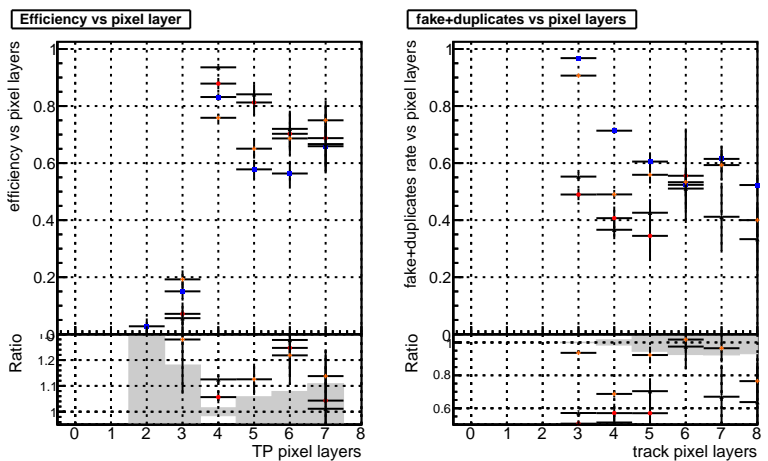 Efficiency vs pixel layer
efficiency vs pixel layers
1
0.8
0.6
0.4
0.2
0
Ratio
1.2
1.1
1
0 1 2 3 4 5 6 7 8
TP pixel layers
fake+duplicates vs pixel layers
fake+duplicates rate vs pixel layers
1
0.8
0.6
0.4
0.2
Ratio
0.8
0.6
0 1 2 3 4 5 6 7 8
track pixel layers